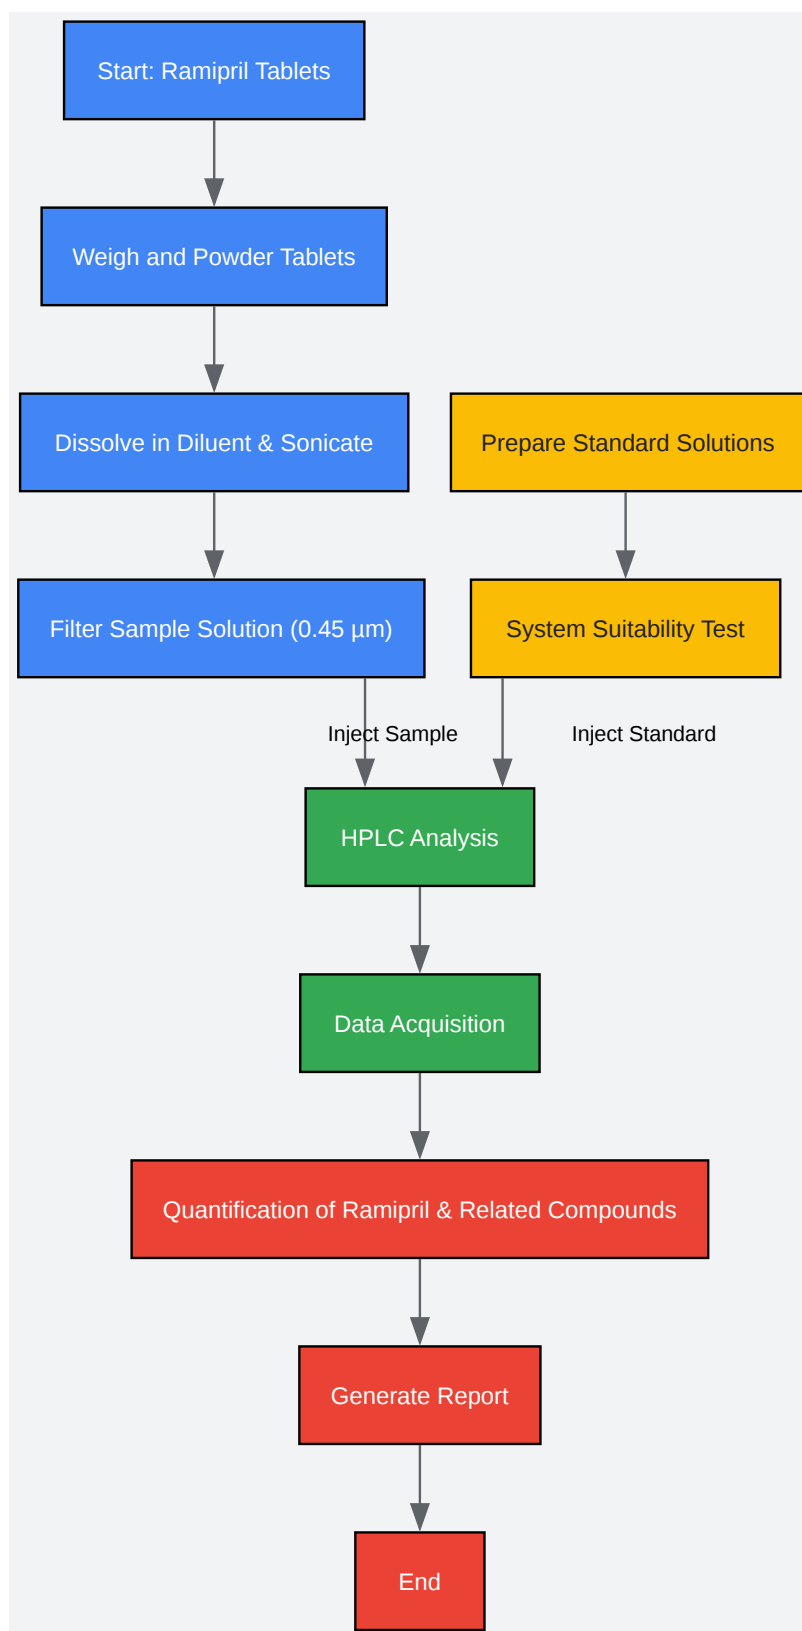 Start: Ramipril Tablets
Weigh and Powder Tablets
Dissolve in Diluent & Sonicate
Prepare Standard Solutions
Filter Sample Solution (0.45 µm)
System Suitability Test
Inject Sample
Inject Standard
HPLC Analysis
Data Acquisition
Quantification of Ramipril & Related Compounds
Generate Report
End